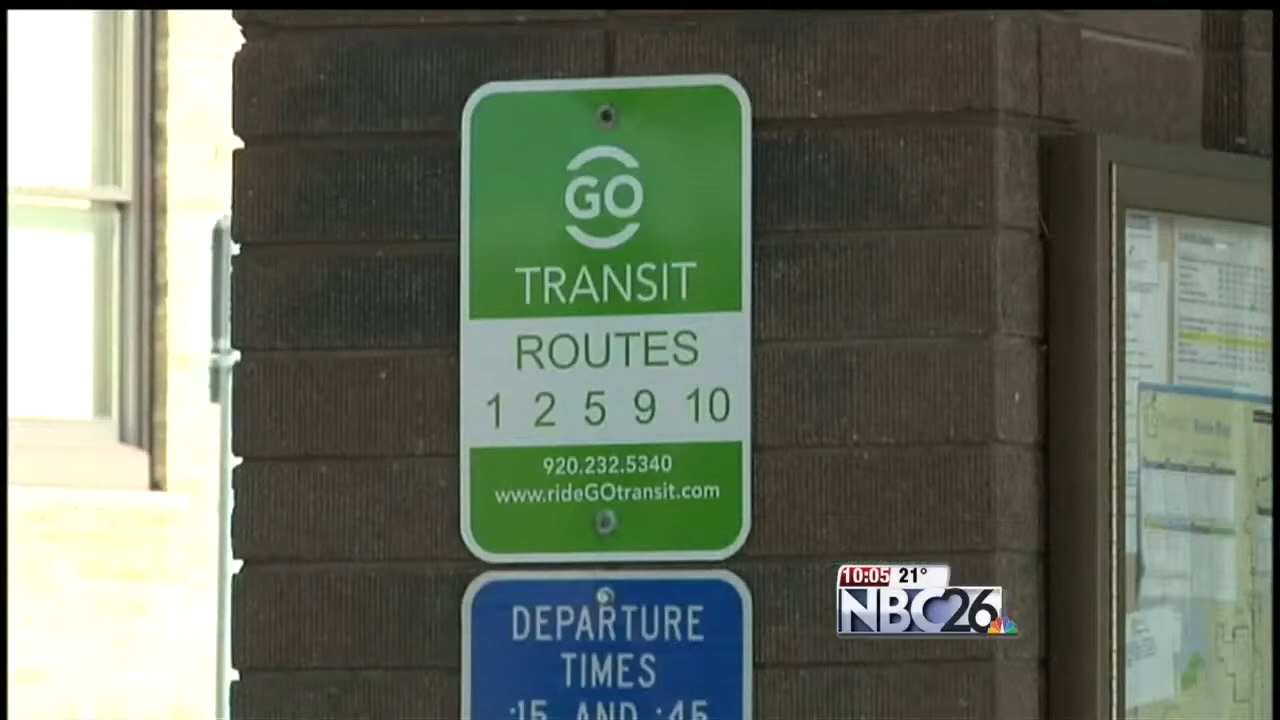 GO
TRANSIT
ROUTES
1 2 5 9 10
920.232.5340
www.rideGOtransit.com
DEPARTURE
TIMES
:15 AND :45
10:05 21°
NBC26